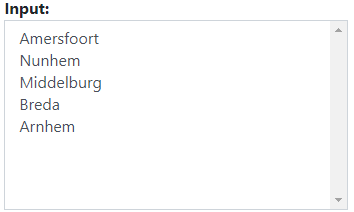 Input:
Amersfoort
Nunhem
Middelburg
Breda
Arnhem